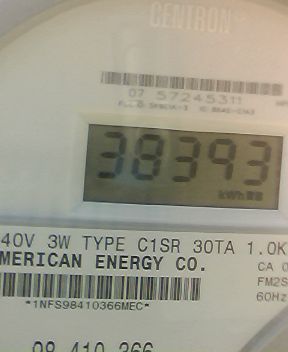 CENTRON
07 57245311
38393
kWh
40V 3W TYPE C1SR 30TA 1.0K
MERICAN ENERGY CO.
CA 0
FM2S
*1NFS98410366MEC*
60Hz
98 410 366